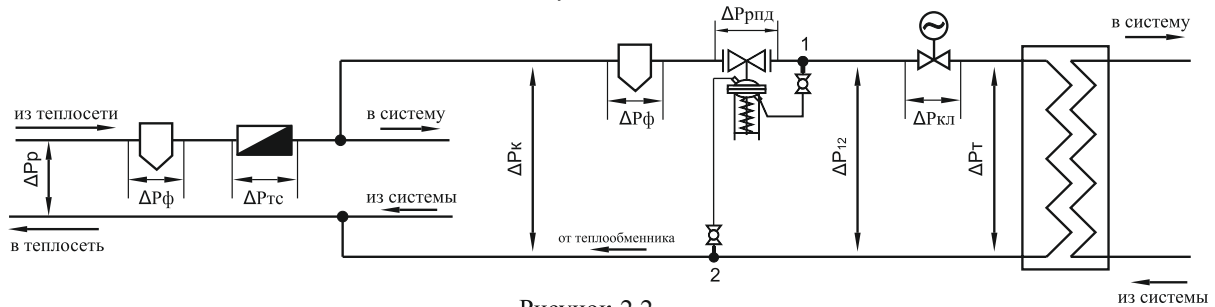 ΔPрпд
1
в систему
из теплосети
ΔPф
в систему
ΔPр
ΔPф
ΔPтс
ΔPк
ΔPкл
ΔP12
ΔPт
из системы
в теплосеть
от теплообменника
2
из системы
Рисунок 2.2